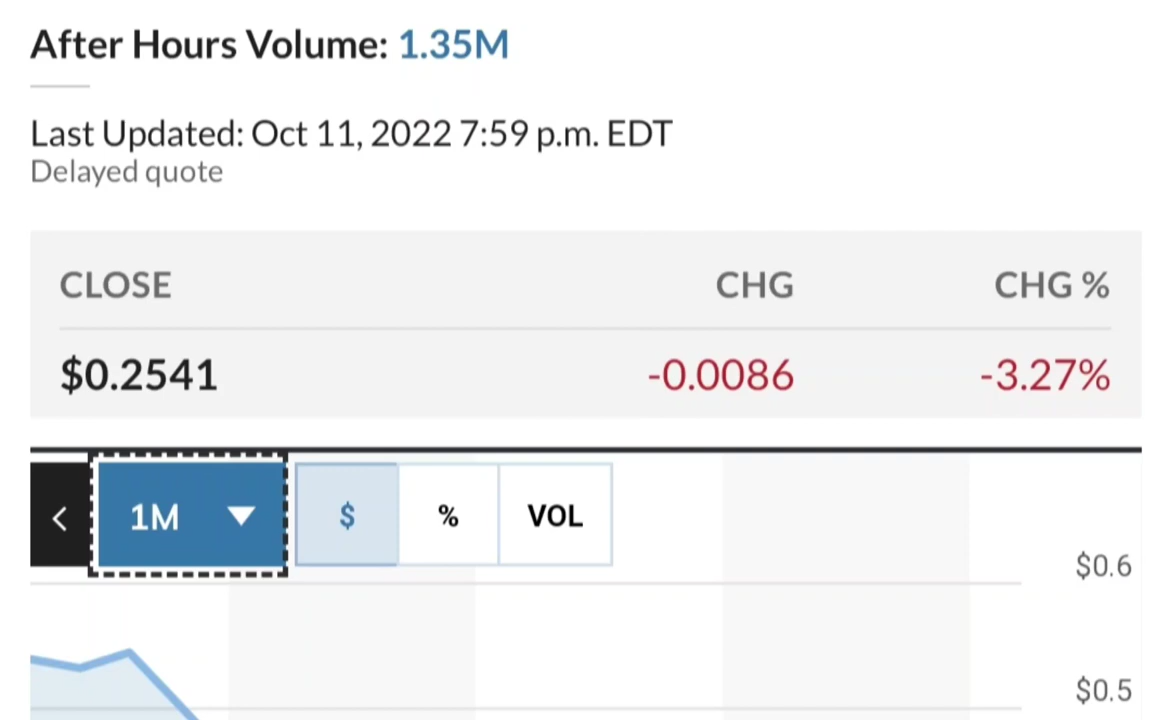 After Hours Volume: 1.35M
Last Updated: Oct 11, 2022 7:59 p.m. EDT
Delayed quote
CLOSE CHG CHG %
$0.2541 -0.0086 -3.27%
1M $ % VOL
$0.6
$0.5